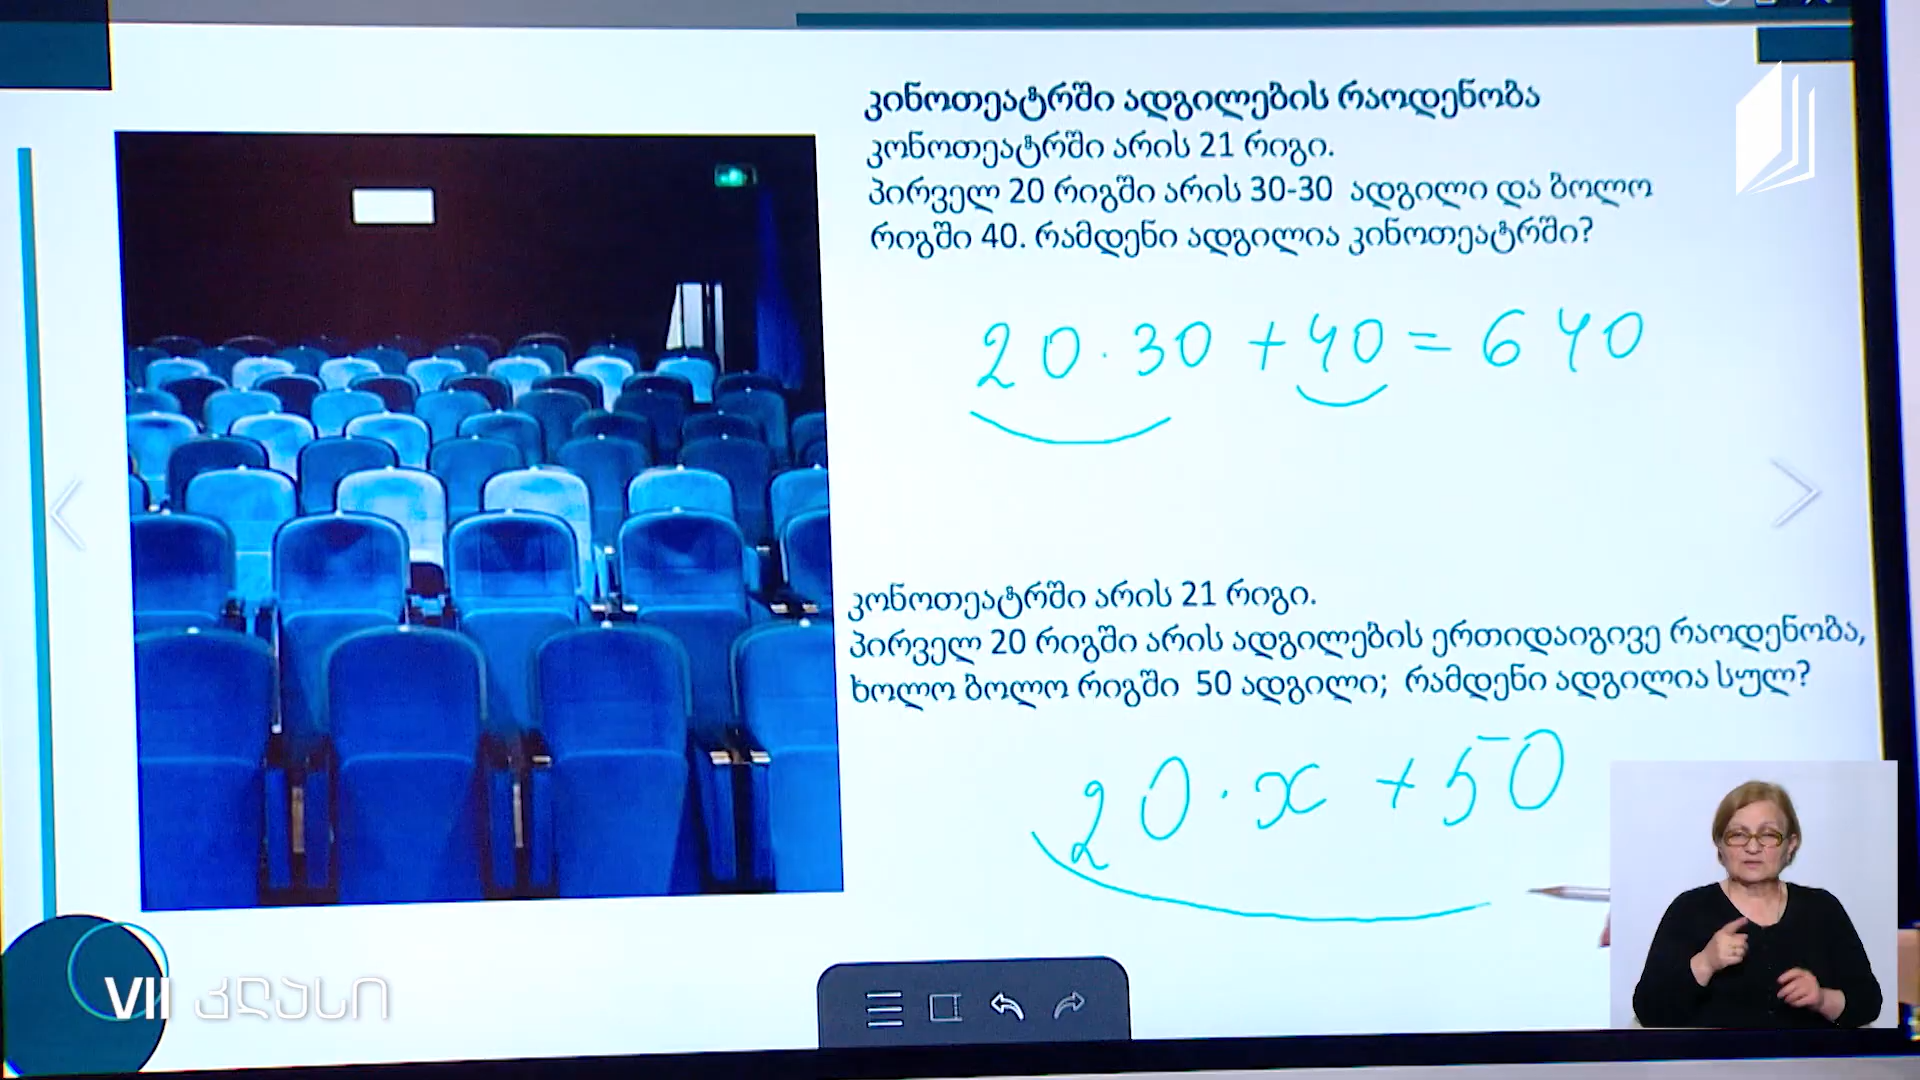 კინოთეატრში ადგილების რაოდენობა
კონოთეატრში არის 21 რიგი.
პირველ 20 რიგში არის 30-30 ადგილი და ბოლო
რიგში 40. რამდენი ადგილია კინოთეატრში?
20 · 30 + 40 = 640
კონოთეატრში არის 21 რიგი.
პირველ 20 რიგში არის ადგილების ერთიდაიგივე რაოდენობა,
ხოლო ბოლო რიგში 50 ადგილი; რამდენი ადგილია სულ?
20 · x + 50
VII კლასი